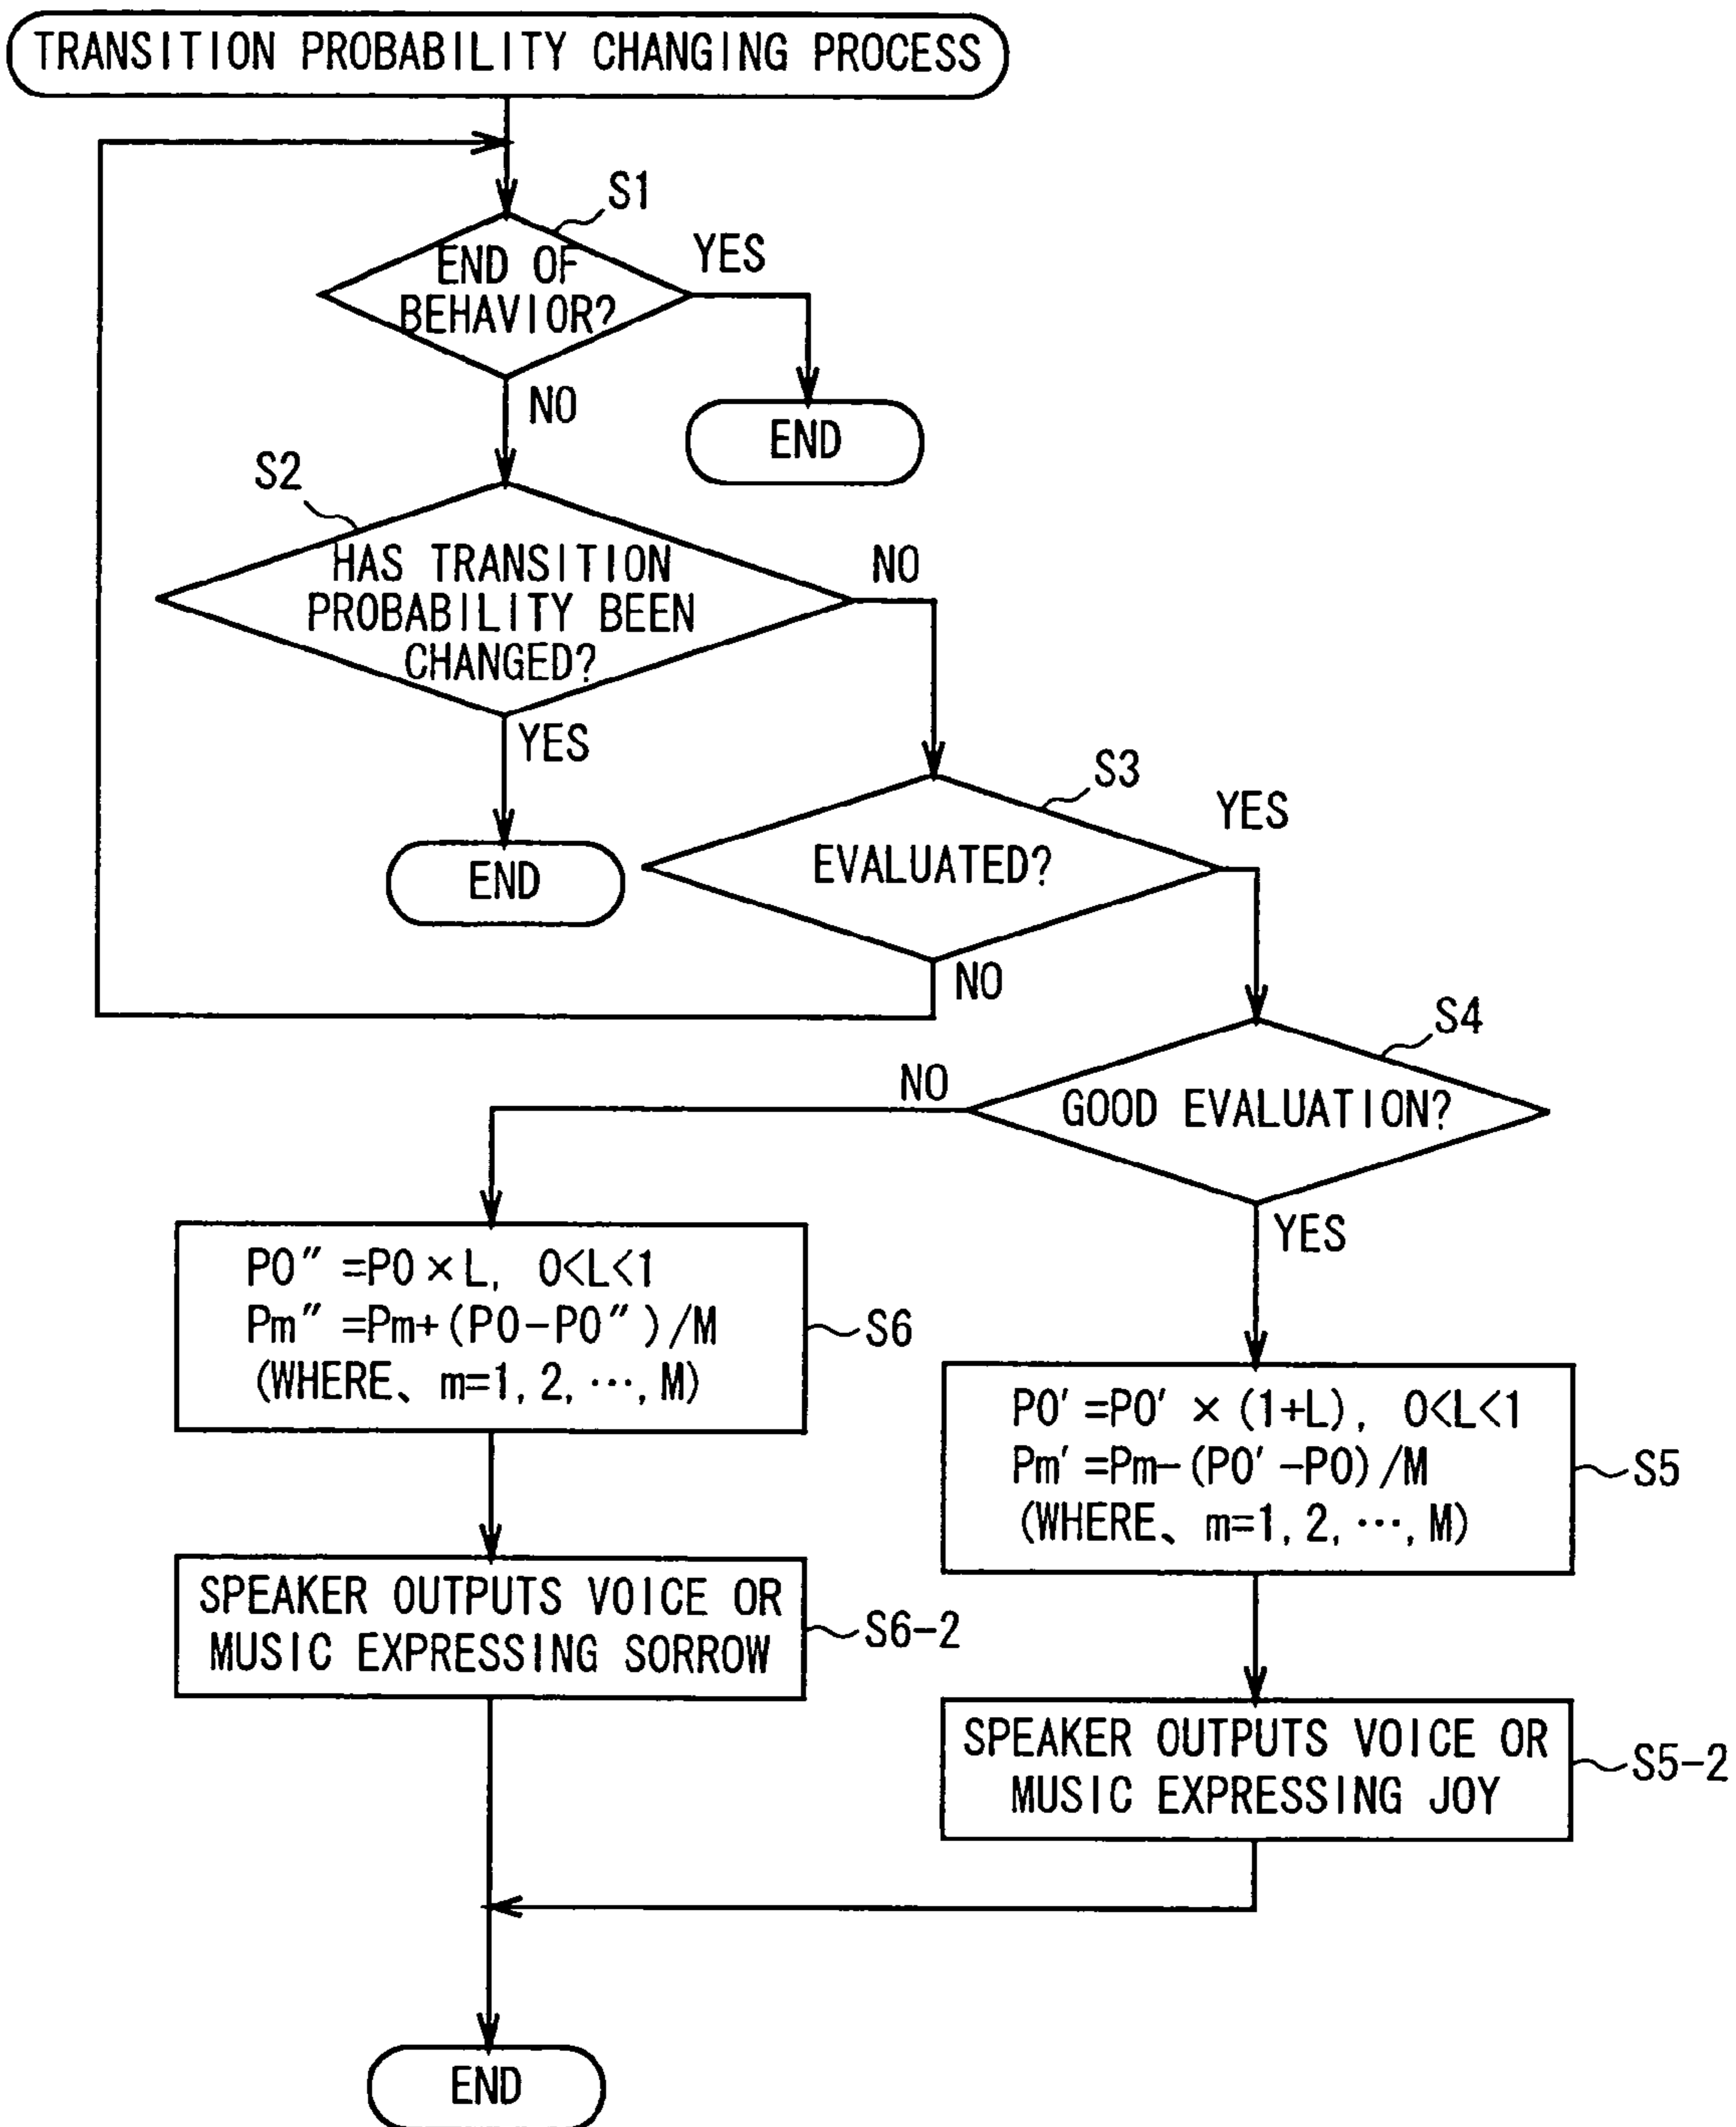 TRANSITION PROBABILITY CHANGING PROCESS
S1
END OF
BEHAVIOR?
YES
NO
END
S2
HAS TRANSITION
PROBABILITY BEEN
CHANGED?
NO
YES
END
S3
EVALUATED?
YES
NO
S4
GOOD EVALUATION?
NO
YES
P0″=P0×L, 0<L<1
Pm″=Pm+(P0-P0″)/M
(WHERE、m=1,2,…,M)
S6
P0′=P0′×(1+L), 0<L<1
Pm′=Pm-(P0′-P0)/M
(WHERE、m=1,2,…,M)
S5
SPEAKER OUTPUTS VOICE OR
MUSIC EXPRESSING SORROW
S6-2
SPEAKER OUTPUTS VOICE OR
MUSIC EXPRESSING JOY
S5-2
END